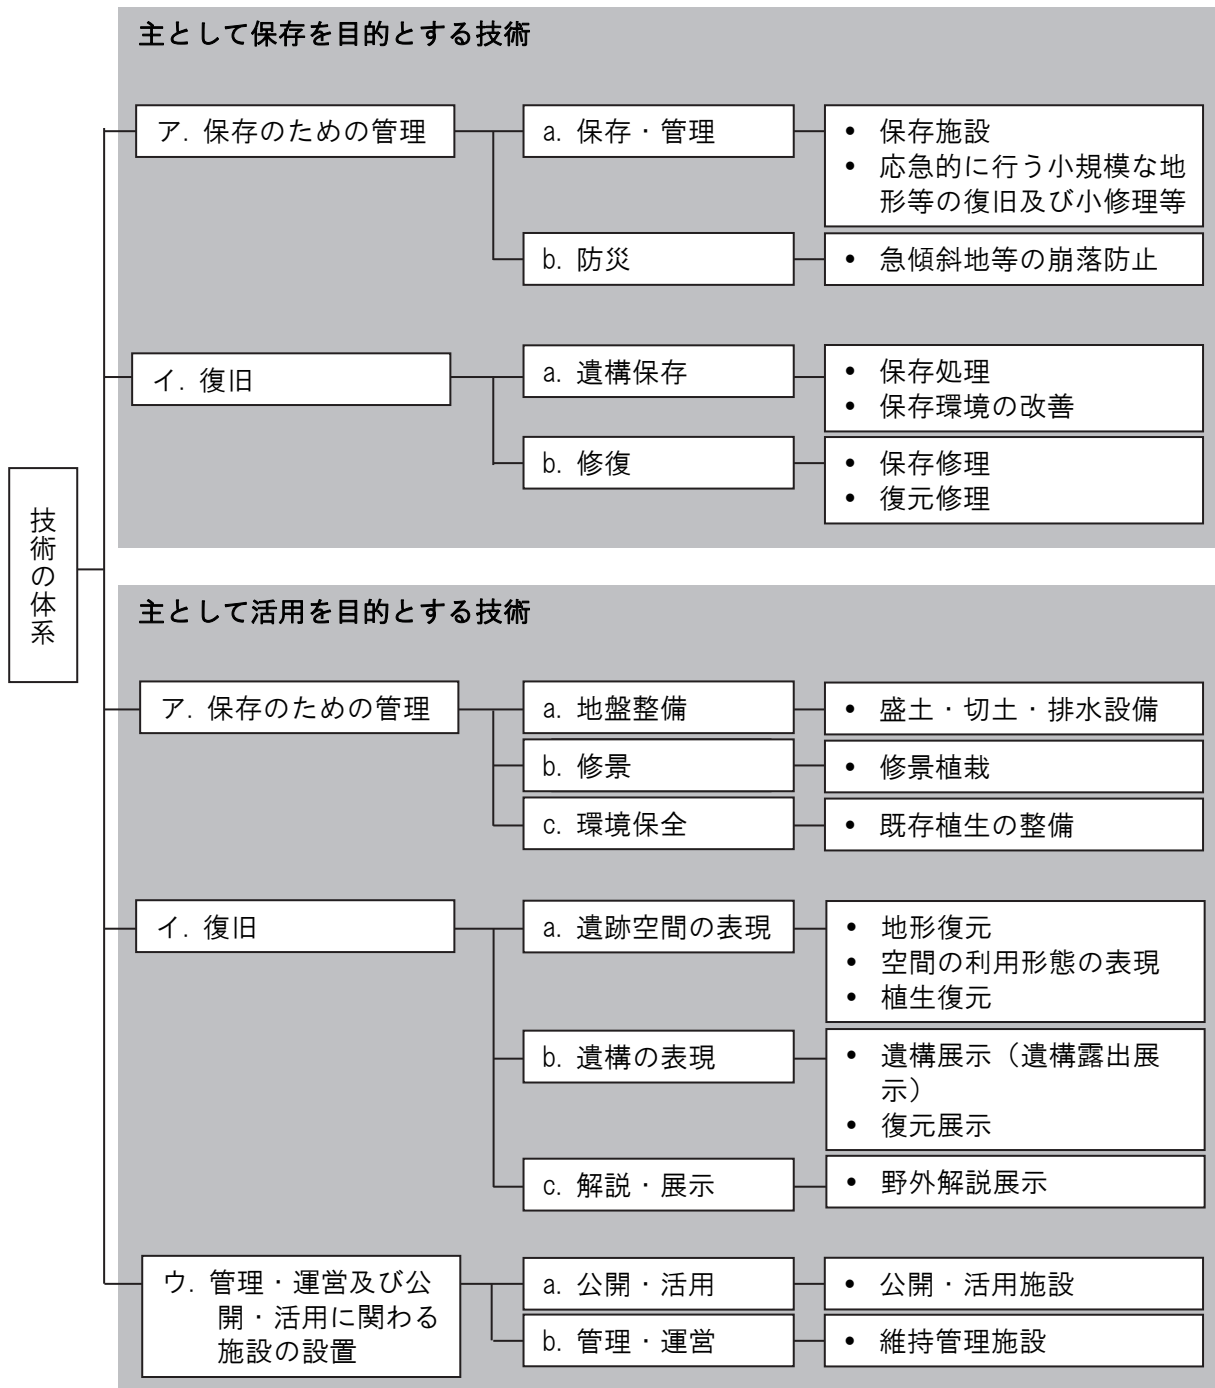 主として保存を目的とする技術
ア. 保存のための管理
a. 保存・管理
• 保存施設
• 応急的に行う小規模な地
形等の復旧及び小修理等
b. 防災
• 急傾斜地等の崩落防止
イ. 復旧
a. 遺構保存
• 保存処理
• 保存環境の改善
b. 修復
• 保存修理
• 復元修理
技術の体系
主として活用を目的とする技術
ア. 保存のための管理
a. 地盤整備
• 盛土・切土・排水設備
b. 修景
• 修景植栽
c. 環境保全
• 既存植生の整備
イ. 復旧
a. 遺跡空間の表現
• 地形復元
• 空間の利用形態の表現
• 植生復元
b. 遺構の表現
• 遺構展示（遺構露出展
示）
• 復元展示
c. 解説・展示
• 野外解説展示
ウ. 管理・運営及び公
開・活用に関わる
施設の設置
a. 公開・活用
• 公開・活用施設
b. 管理・運営
• 維持管理施設